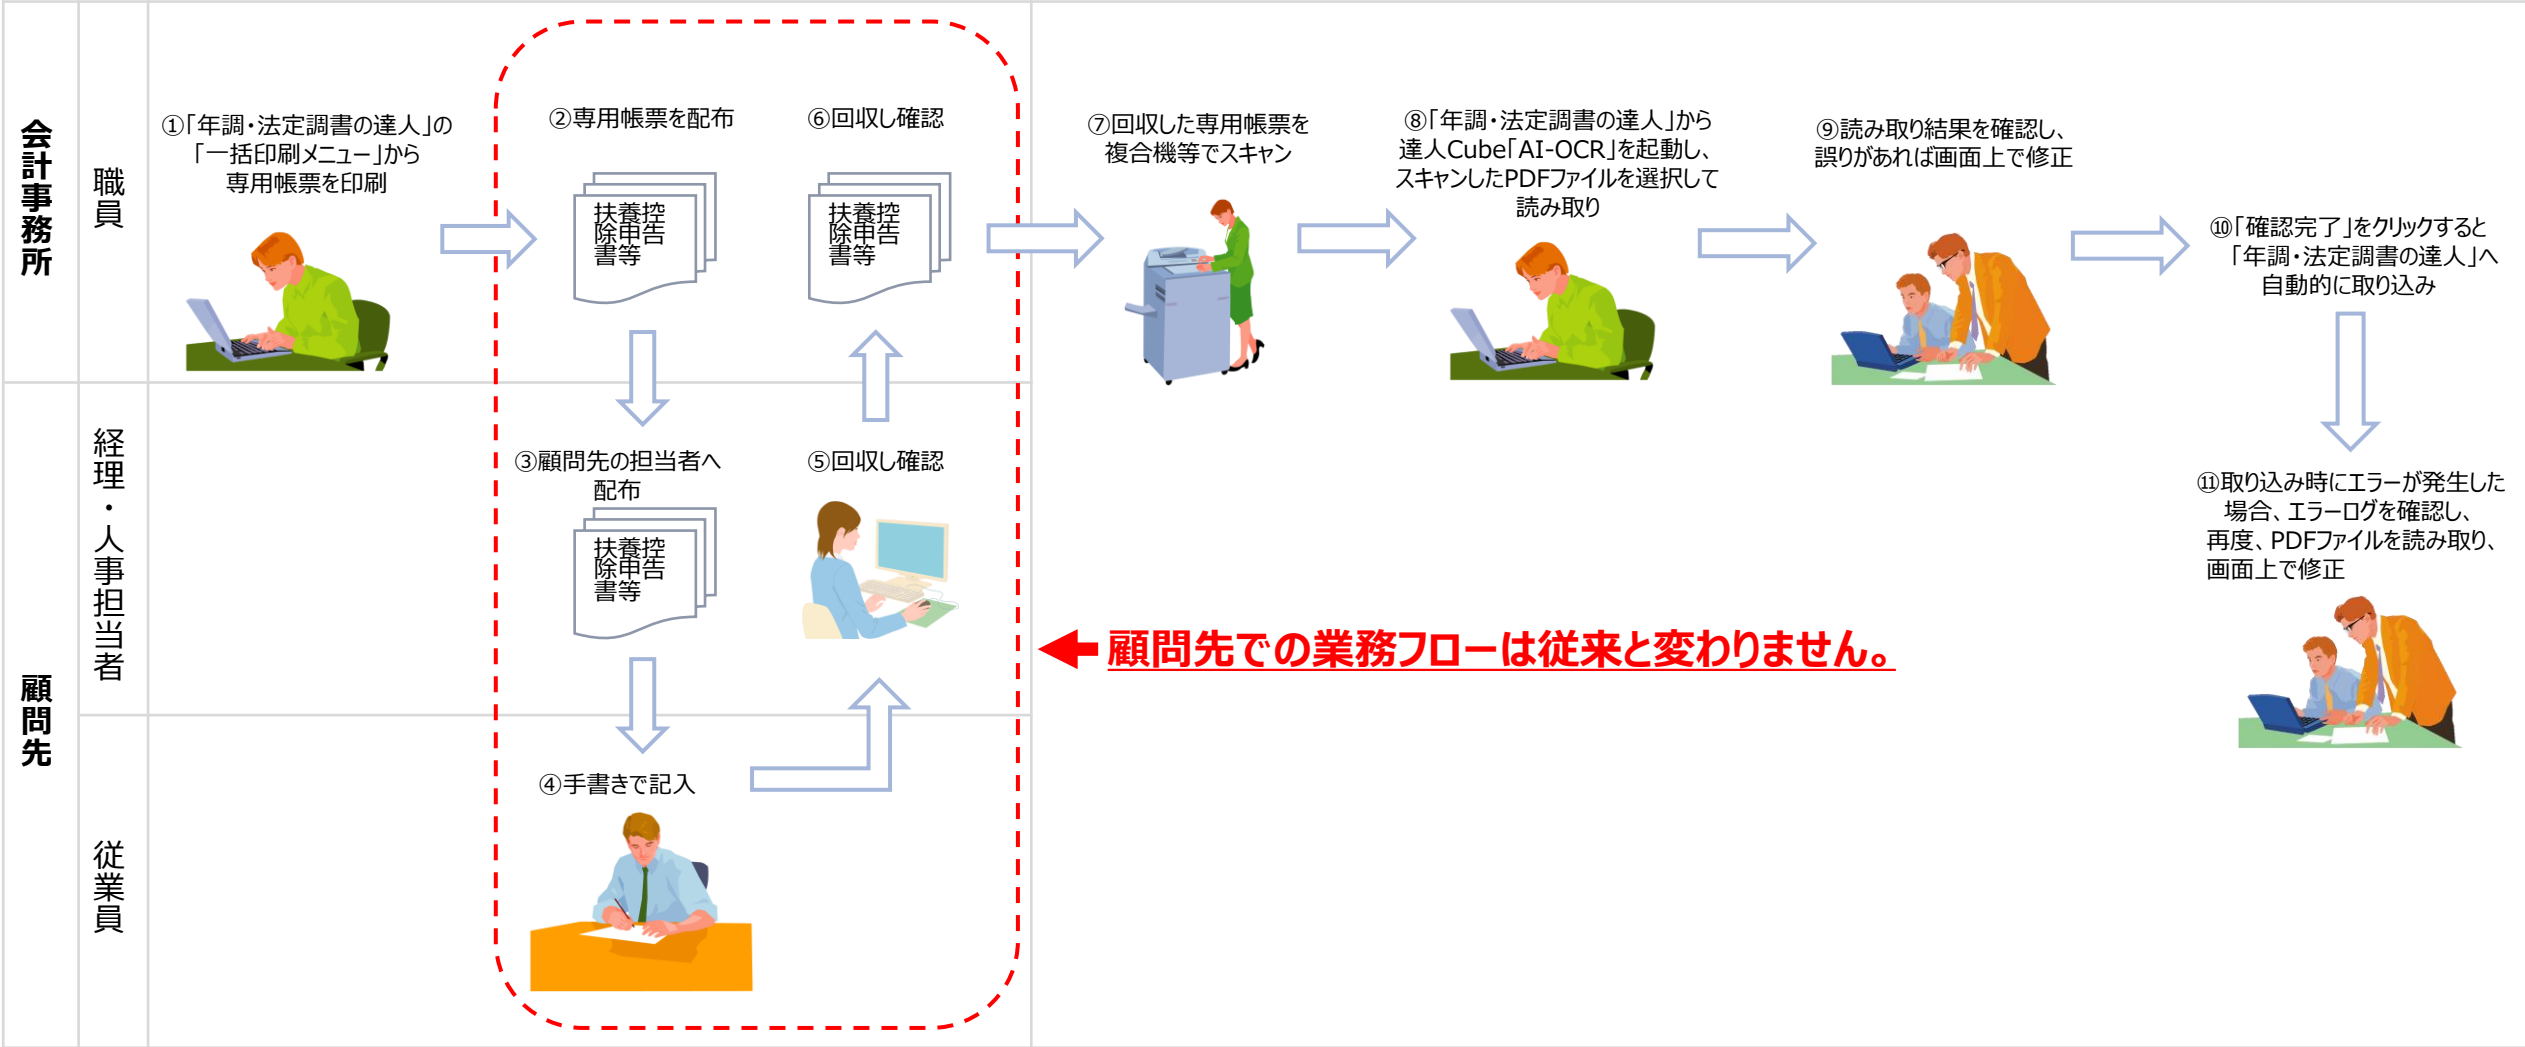 会計事務所
職員
①「年調・法定調書の達人」の
「一括印刷メニュー」から
専用帳票を印刷
②専用帳票を配布
扶養控
除申告
書等
⑥回収し確認
扶養控
除申告
書等
⑦回収した専用帳票を
複合機等でスキャン
⑧「年調・法定調書の達人」から
達人Cube「AI-OCR」を起動し、
スキャンしたPDFファイルを選択して
読み取り
⑨読み取り結果を確認し、
誤りがあれば画面上で修正
⑩「確認完了」をクリックすると
「年調・法定調書の達人」へ
自動的に取り込み
顧問先
経理・人事担当者
③顧問先の担当者へ
配布
扶養控
除申告
書等
⑤回収し確認
⑪取り込み時にエラーが発生した
場合、エラーログを確認し、
再度、PDFファイルを読み取り、
画面上で修正
顧問先での業務フローは従来と変わりません。
従業員
④手書きで記入